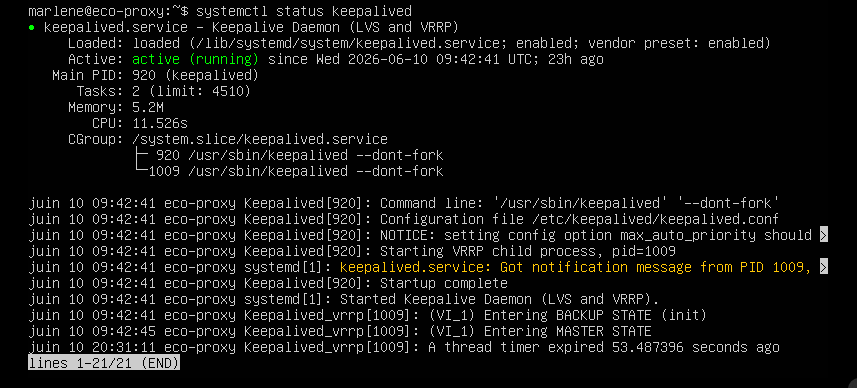 marlene@eco-proxy:~$ systemctl status keepalived
● keepalived.service - Keepalive Daemon (LVS and VRRP)
     Loaded: loaded (/lib/systemd/system/keepalived.service; enabled; vendor preset: enabled)
     Active: active (running) since Wed 2026-06-10 09:42:41 UTC; 23h ago
   Main PID: 920 (keepalived)
      Tasks: 2 (limit: 4510)
     Memory: 5.2M
        CPU: 11.526s
     CGroup: /system.slice/keepalived.service
             ├─ 920 /usr/sbin/keepalived --dont-fork
             └─1009 /usr/sbin/keepalived --dont-fork

juin 10 09:42:41 eco-proxy Keepalived[920]: Command line: '/usr/sbin/keepalived' '--dont-fork'
juin 10 09:42:41 eco-proxy Keepalived[920]: Configuration file /etc/keepalived/keepalived.conf
juin 10 09:42:41 eco-proxy Keepalived[920]: NOTICE: setting config option max_auto_priority should >
juin 10 09:42:41 eco-proxy Keepalived[920]: Starting VRRP child process, pid=1009
juin 10 09:42:41 eco-proxy systemd[1]: keepalived.service: Got notification message from PID 1009, >
juin 10 09:42:41 eco-proxy Keepalived[920]: Startup complete
juin 10 09:42:41 eco-proxy systemd[1]: Started Keepalive Daemon (LVS and VRRP).
juin 10 09:42:41 eco-proxy Keepalived_vrrp[1009]: (VI_1) Entering BACKUP STATE (init)
juin 10 09:42:45 eco-proxy Keepalived_vrrp[1009]: (VI_1) Entering MASTER STATE
juin 10 20:31:11 eco-proxy Keepalived_vrrp[1009]: A thread timer expired 53.487396 seconds ago
lines 1-21/21 (END)